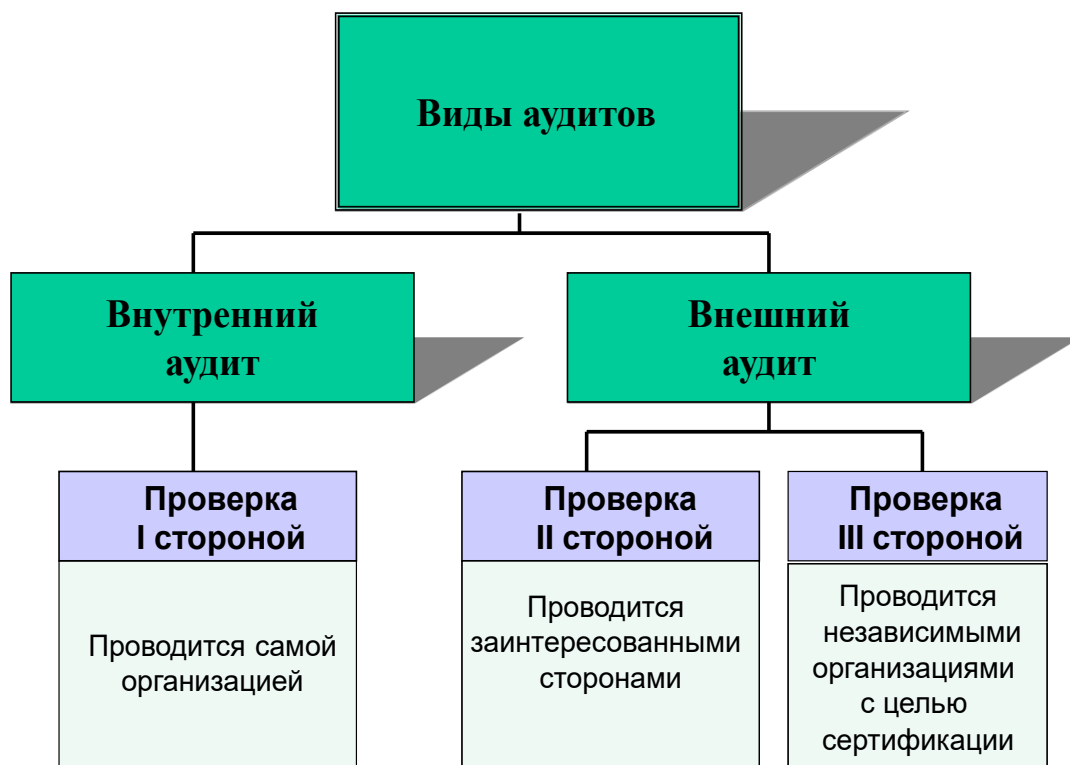 Виды аудитов
Внутренний
аудит
Внешний
аудит
Проверка
I стороной
Проводится самой
организацией
Проверка
II стороной
Проводится
заинтересованными
сторонами
Проверка
III стороной
Проводится
независимыми
организациями
с целью
сертификации